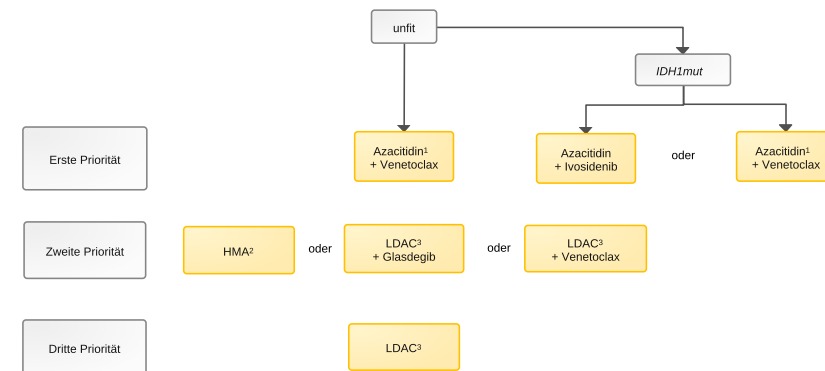 unfit
IDH1mut
Erste Priorität
Azacitidin¹
+ Venetoclax
Azacitidin
+ Ivosidenib
oder
Azacitidin¹
+ Venetoclax
Zweite Priorität
HMA²
oder
LDAC³
+ Glasdegib
oder
LDAC³
+ Venetoclax
Dritte Priorität
LDAC³